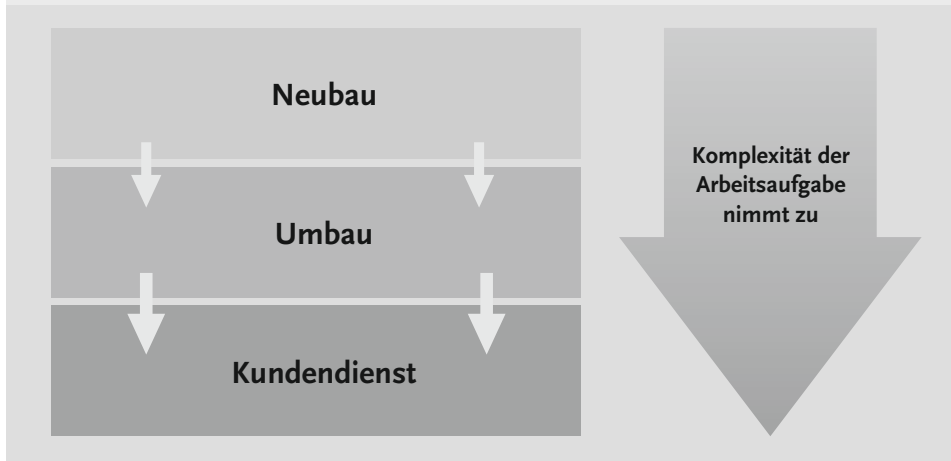 Neubau
Umbau
Kundendienst
Komplexität der
Arbeitsaufgabe
nimmt zu